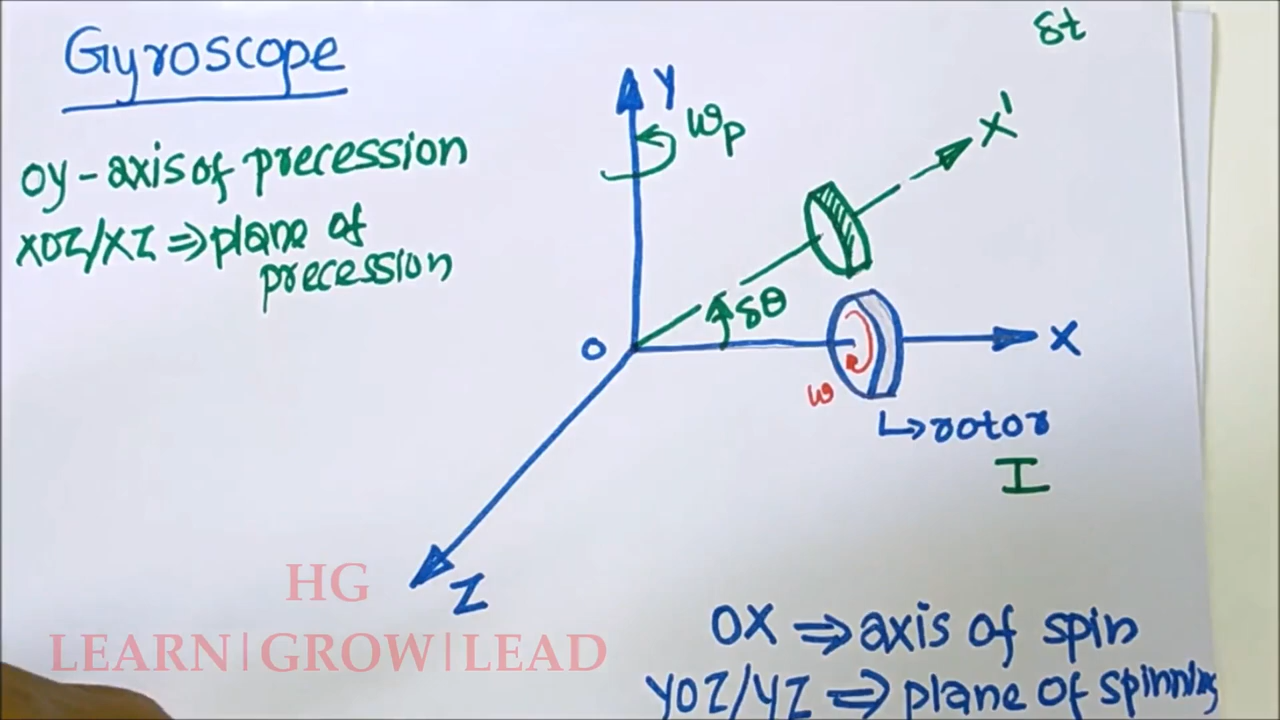 Gyroscope
δt
Y
ωp
X'
oy - axis of precession
XOZ/XZ ⇒ plane of
precession
δθ
O
X
ω
↳ rotor
I
Z
HG
LEARN|GROW|LEAD
OX ⇒ axis of spin
YOZ/YZ ⇒ plane of spinning